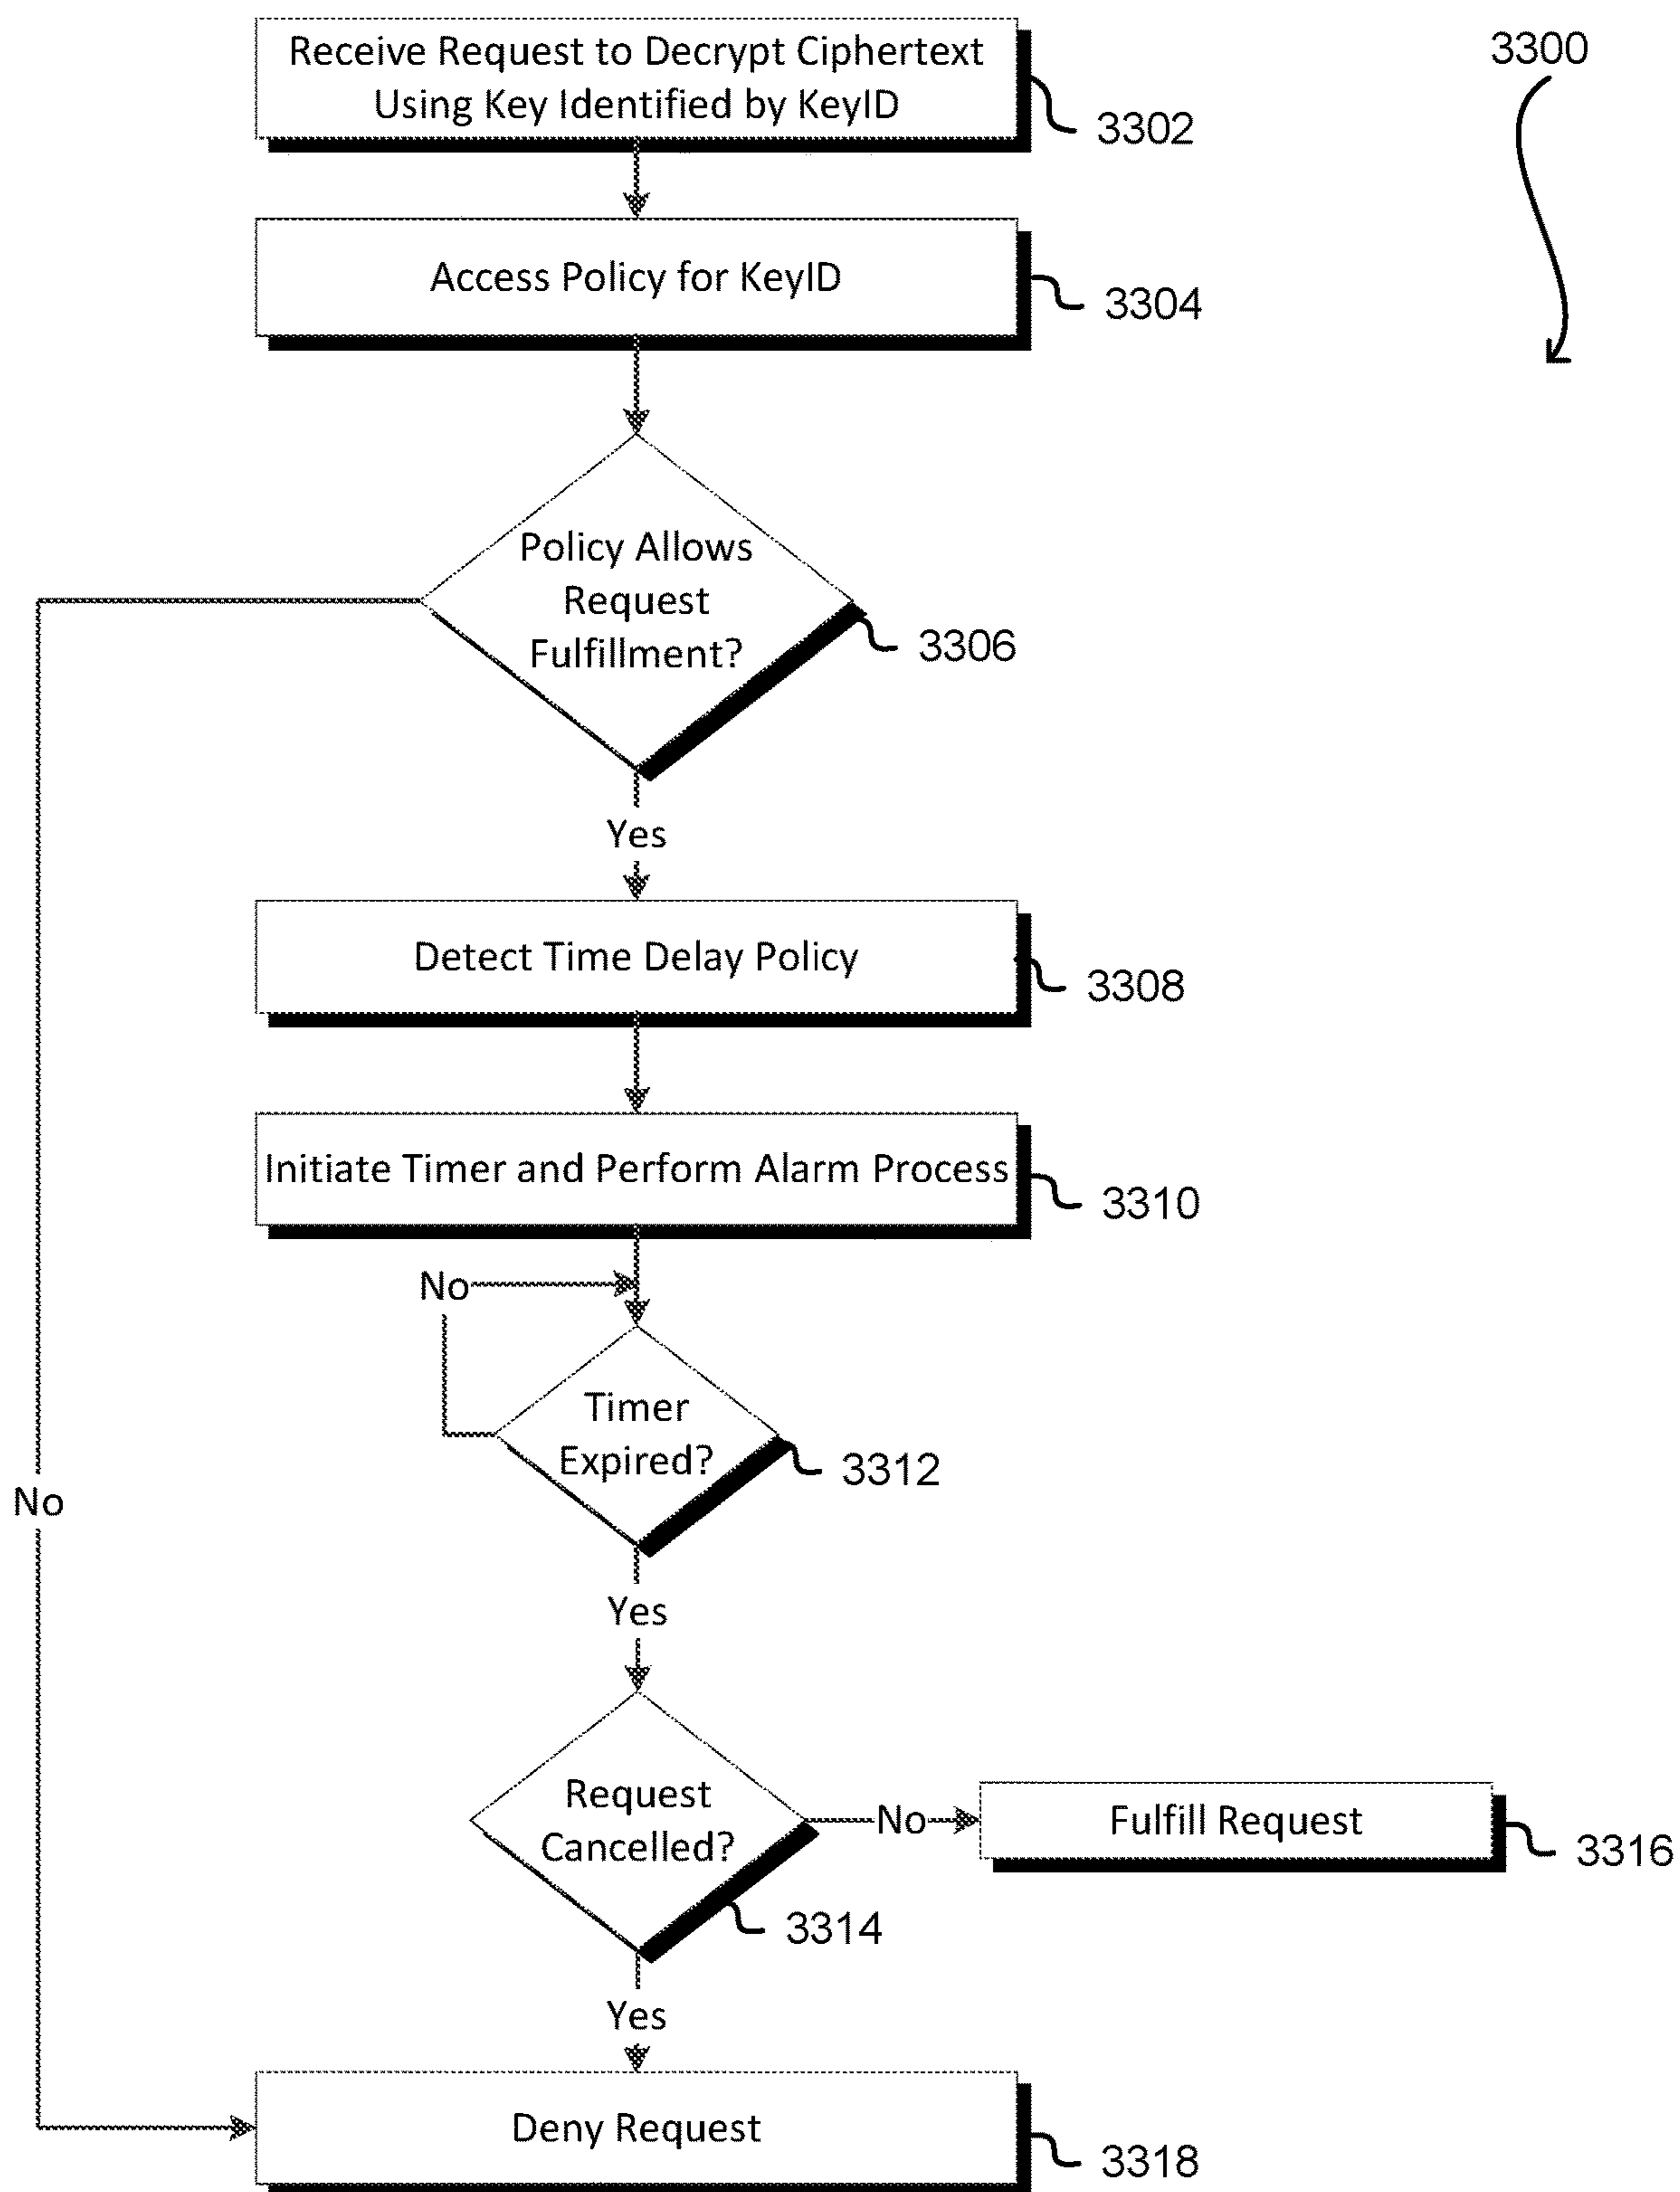 Receive Request to Decrypt Ciphertext
Using Key Identified by KeyID
3300
3302
Access Policy for KeyID
3304
Policy Allows
Request
Fulfillment?
3306
Yes
Detect Time Delay Policy
3308
Initiate Timer and Perform Alarm Process
3310
No
Timer
Expired?
3312
No
Yes
Request
Cancelled?
No
Fulfill Request
3316
3314
Yes
Deny Request
3318